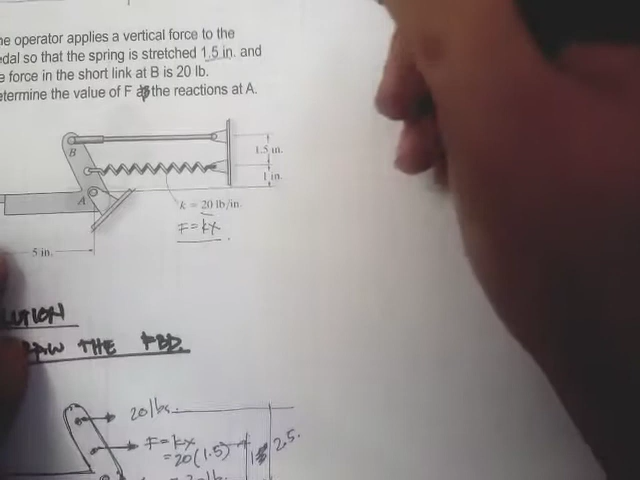 he operator applies a vertical force to the
edal so that the spring is stretched 1.5 in. and
e force in the short link at B is 20 lb.
etermine the value of F & the reactions at A.
B
1.5 in.
1 in.
A
k = 20 lb/in.
F = kx
5 in.
LUTION
RAW THE FBD.
20 lbs.
F = kx
= 20(1.5)
2.5.